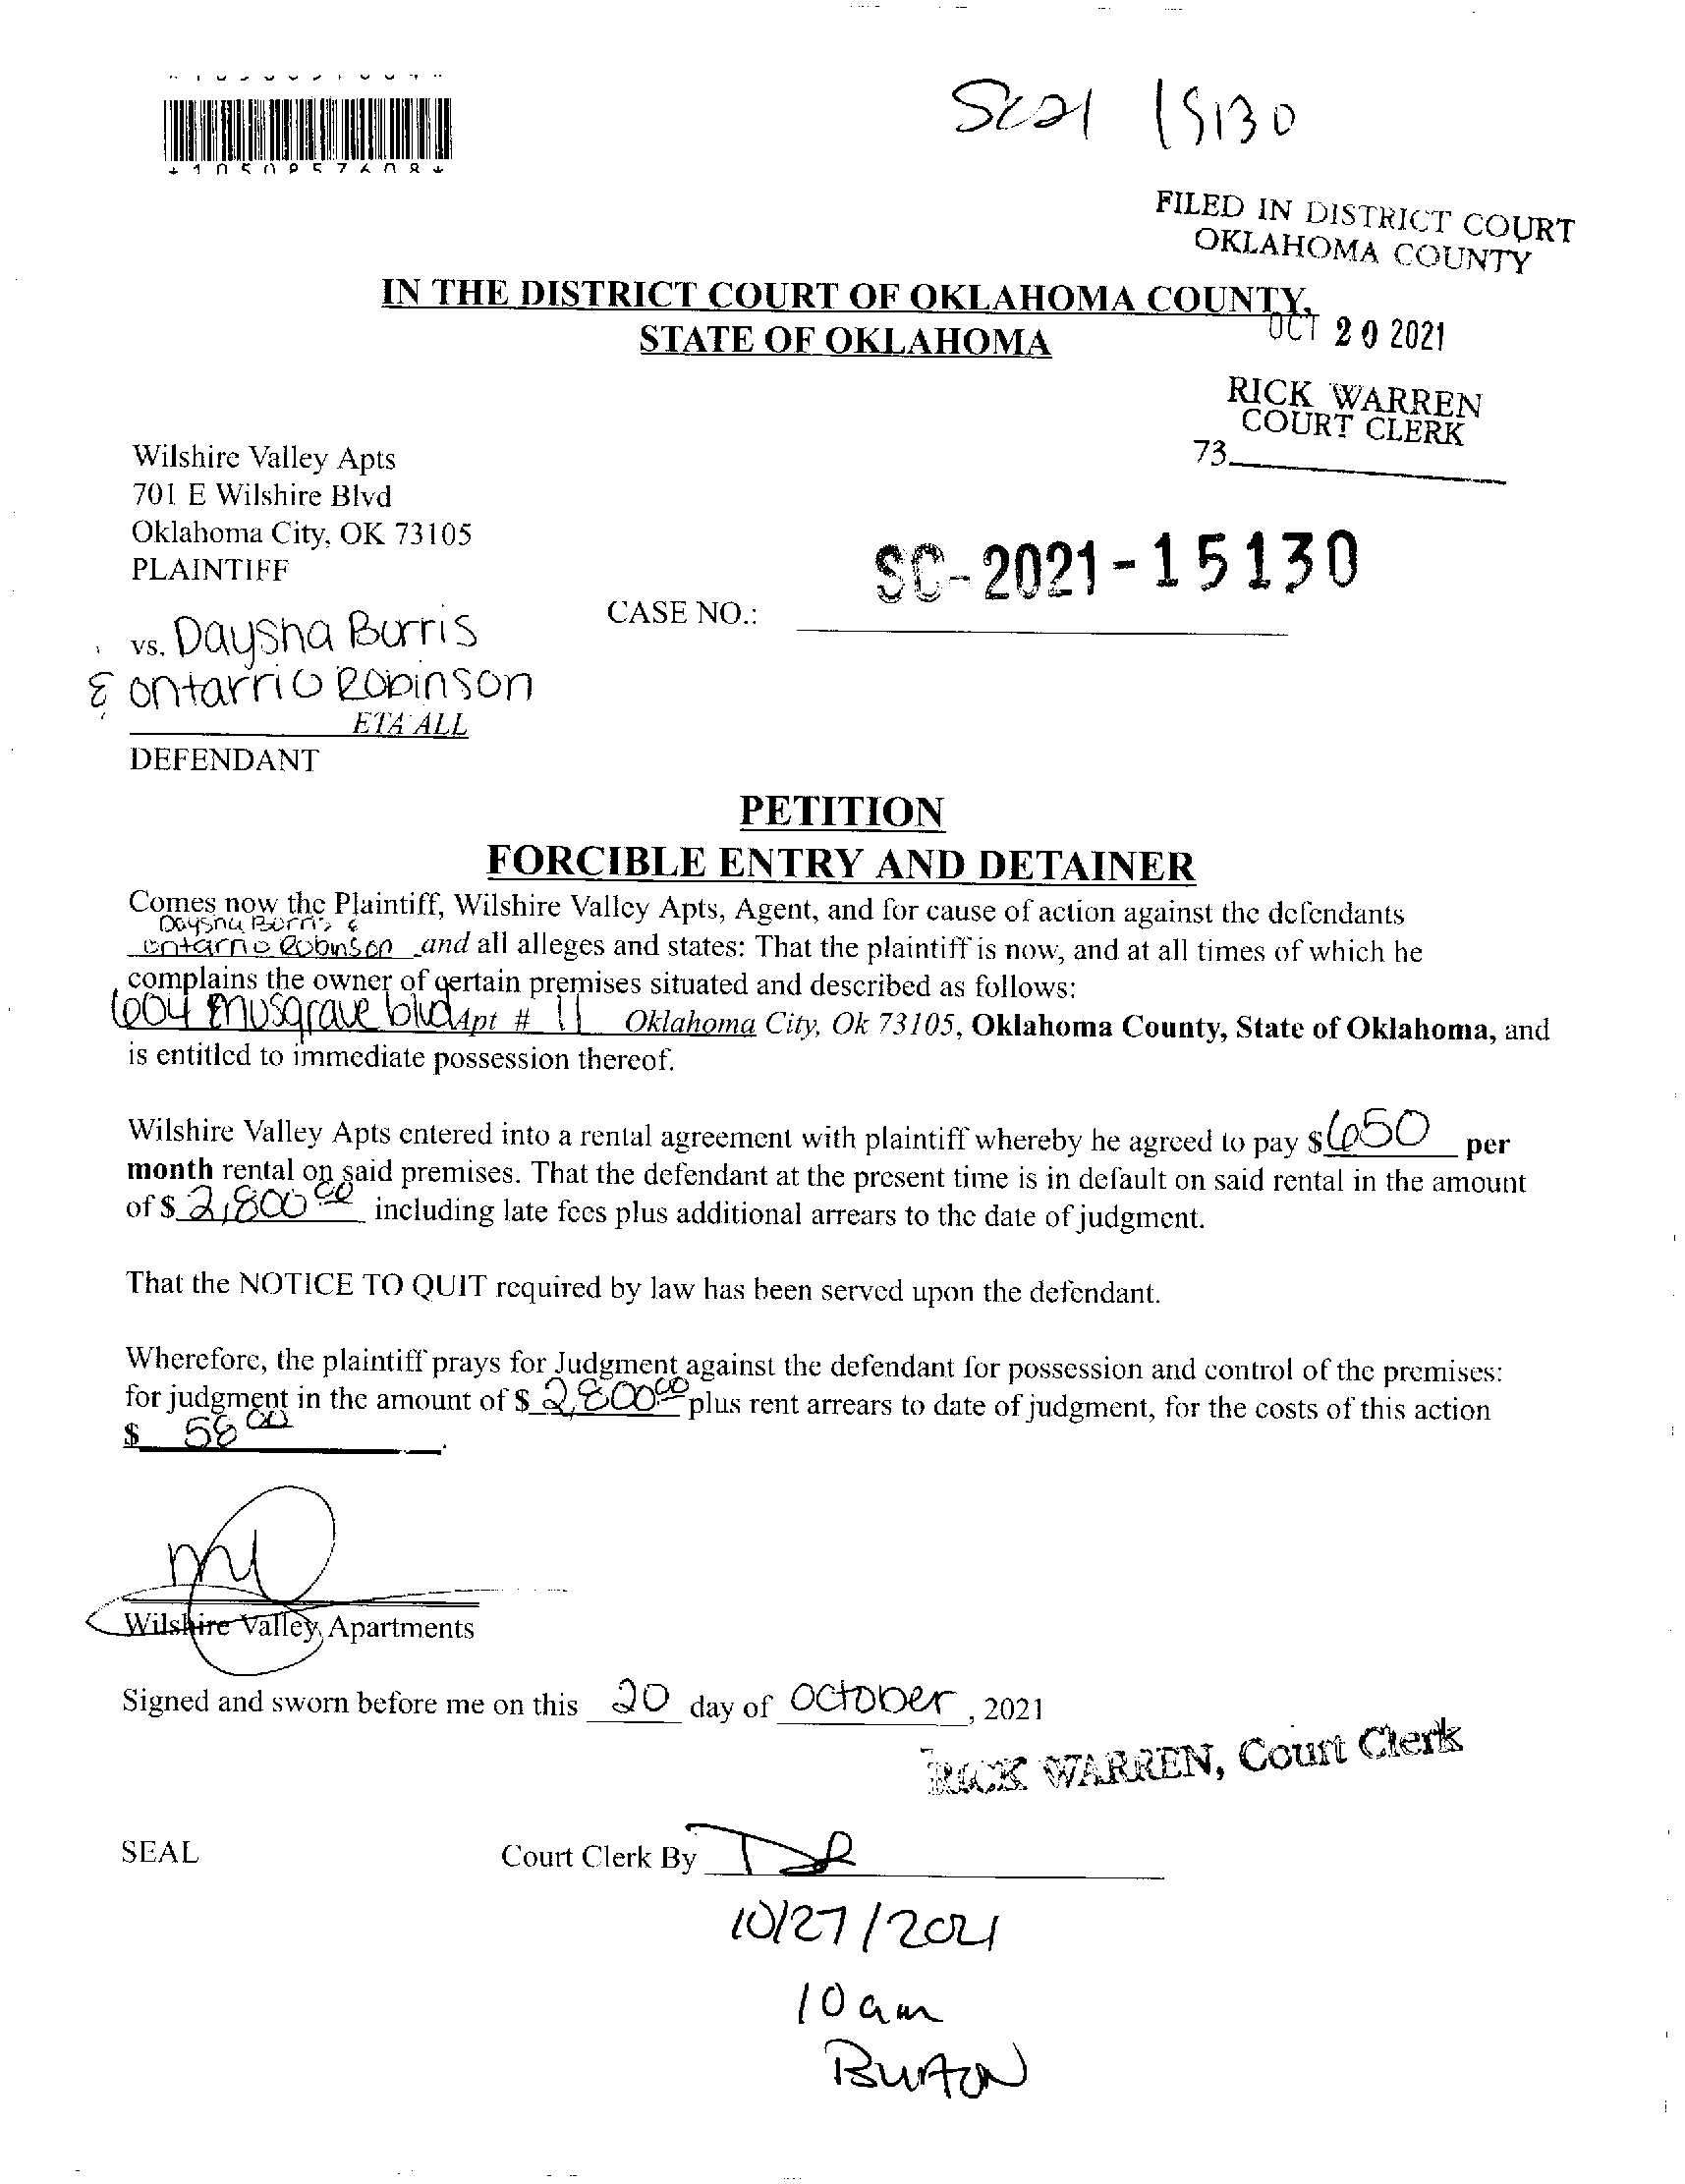 SC21 15130
*1050957608*
FILED IN DISTRICT COURT
OKLAHOMA COUNTY
IN THE DISTRICT COURT OF OKLAHOMA COUNTY,
STATE OF OKLAHOMA
OCT 20 2021
RICK WARREN
COURT CLERK
73
Wilshire Valley Apts
701 E Wilshire Blvd
Oklahoma City, OK 73105
PLAINTIFF
SC-2021-15130
CASE NO.:
vs. Daysha Burris
& Ontarrio Robinson
ETA ALL
DEFENDANT
PETITION
FORCIBLE ENTRY AND DETAINER
Comes now the Plaintiff, Wilshire Valley Apts, Agent, and for cause of action against the defendants
Daysha Burris &
Ontarrio Robinson and all alleges and states: That the plaintiff is now, and at all times of which he
complains the owner of certain premises situated and described as follows:
604 Musgrave blvd Apt # 11 Oklahoma City, Ok 73105, Oklahoma County, State of Oklahoma, and
is entitled to immediate possession thereof.
Wilshire Valley Apts entered into a rental agreement with plaintiff whereby he agreed to pay $650 per
month rental on said premises. That the defendant at the present time is in default on said rental in the amount
of $ 2,800 00 including late fees plus additional arrears to the date of judgment.
That the NOTICE TO QUIT required by law has been served upon the defendant.
Wherefore, the plaintiff prays for Judgment against the defendant for possession and control of the premises:
for judgment in the amount of $ 2,800 00 plus rent arrears to date of judgment, for the costs of this action
$ 58 00.
Wilshire Valley Apartments
Signed and sworn before me on this 20 day of October, 2021
RICK WARREN, Court Clerk
SEAL Court Clerk By
10/27/2021
10am
Burton